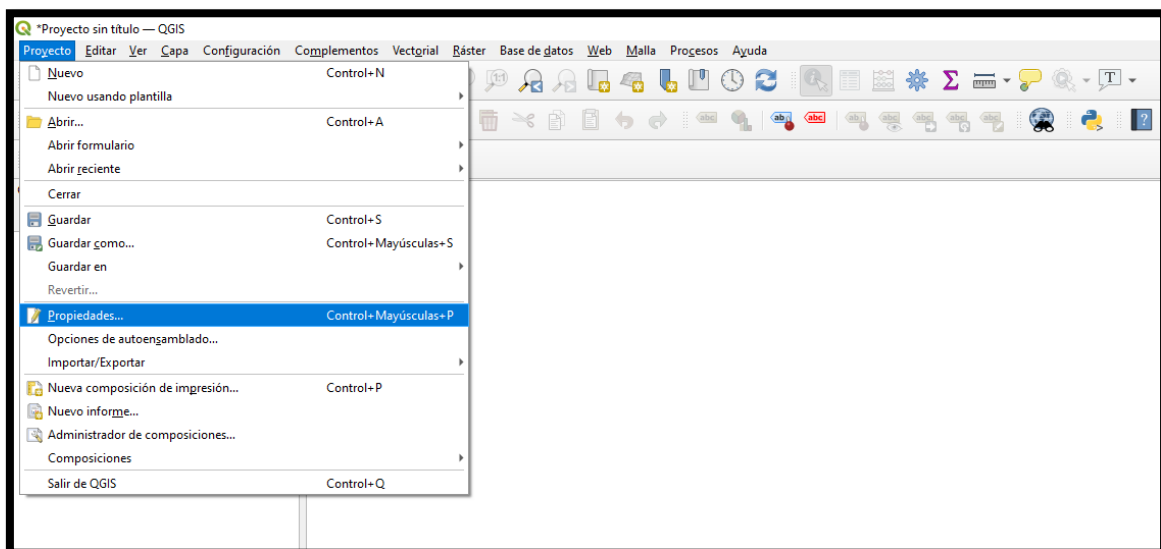 *Proyecto sin título — QGIS
Proyecto Editar Ver Capa Configuración Complementos Vectorial Ráster Base de datos Web Malla Procesos Ayuda
Nuevo Control+N
Nuevo usando plantilla
Abrir... Control+A
Abrir formulario
Abrir reciente
Cerrar
Guardar Control+S
Guardar como... Control+Mayúsculas+S
Guardar en
Revertir...
Propiedades... Control+Mayúsculas+P
Opciones de autoensamblado...
Importar/Exportar
Nueva composición de impresión... Control+P
Nuevo informe...
Administrador de composiciones...
Composiciones
Salir de QGIS Control+Q